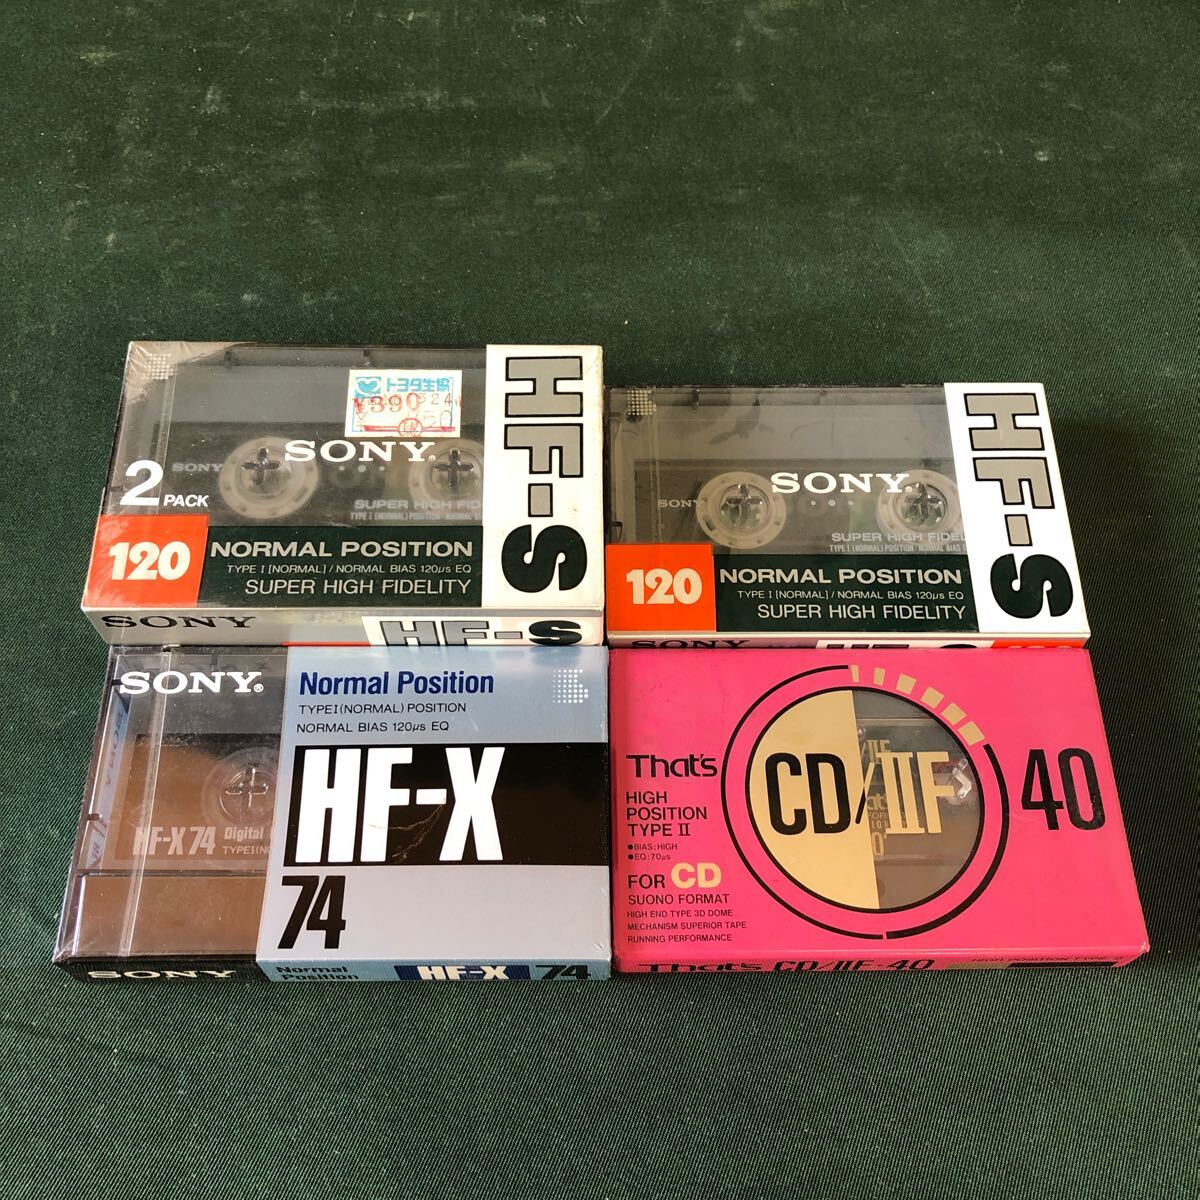 トヨタ生協
¥390
SONY®
SONY
2 PACK
120
NORMAL POSITION
TYPE I [NORMAL] / NORMAL BIAS 120μs EQ
SUPER HIGH FIDELITY
HF-S
SONY
HF-S
SONY®
SONY
120
NORMAL POSITION
TYPE I [NORMAL] / NORMAL BIAS 120μs EQ
SUPER HIGH FIDELITY
HF-S
SONY
SONY®
HF-X 74
Normal Position
TYPE I (NORMAL) POSITION
NORMAL BIAS 120μs EQ
HF-X
74
SONY
Normal
Position
HF-X
74
That's
HIGH
POSITION
TYPE II
●BIAS:HIGH
●EQ:70μs
FOR CD
SUONO FORMAT
HIGH END TYPE 3D DOME
MECHANISM SUPERIOR TAPE
RUNNING PERFORMANCE
CD/IIF
40
That's CD/IIF-40